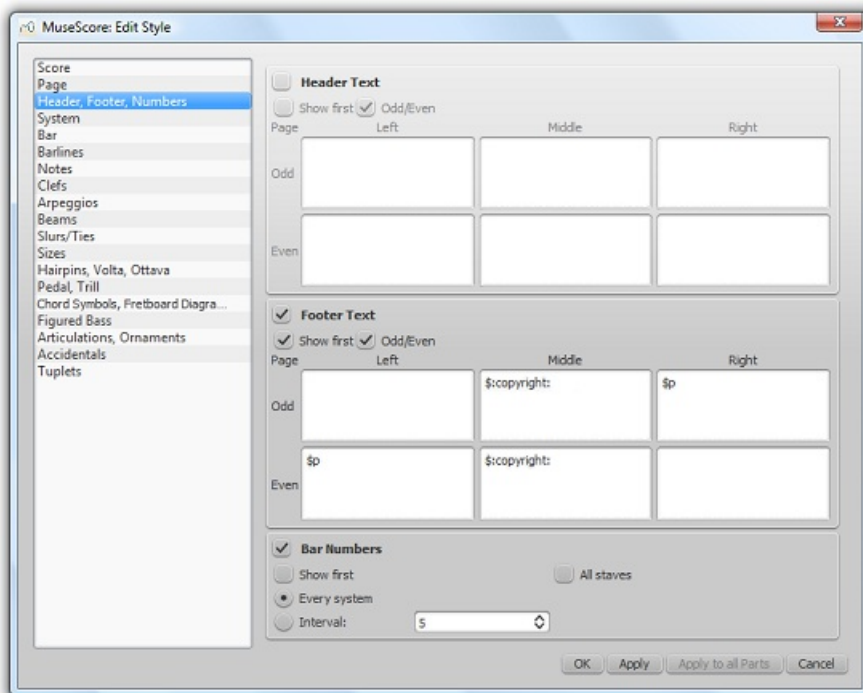 MuseScore: Edit Style
Score
Page
Header, Footer, Numbers
System
Bar
Barlines
Notes
Clefs
Arpeggios
Beams
Slurs/Ties
Sizes
Hairpins, Volta, Ottava
Pedal, Trill
Chord Symbols, Fretboard Diagra...
Figured Bass
Articulations, Ornaments
Accidentals
Tuplets
Header Text
Show first Odd/Even
Page Left Middle Right
Odd
Even
Footer Text
Show first Odd/Even
Page Left Middle Right
Odd $:copyright: $p
Even $p $:copyright:
Bar Numbers
Show first All staves
Every system
Interval: 5
OK Apply Apply to all Parts Cancel